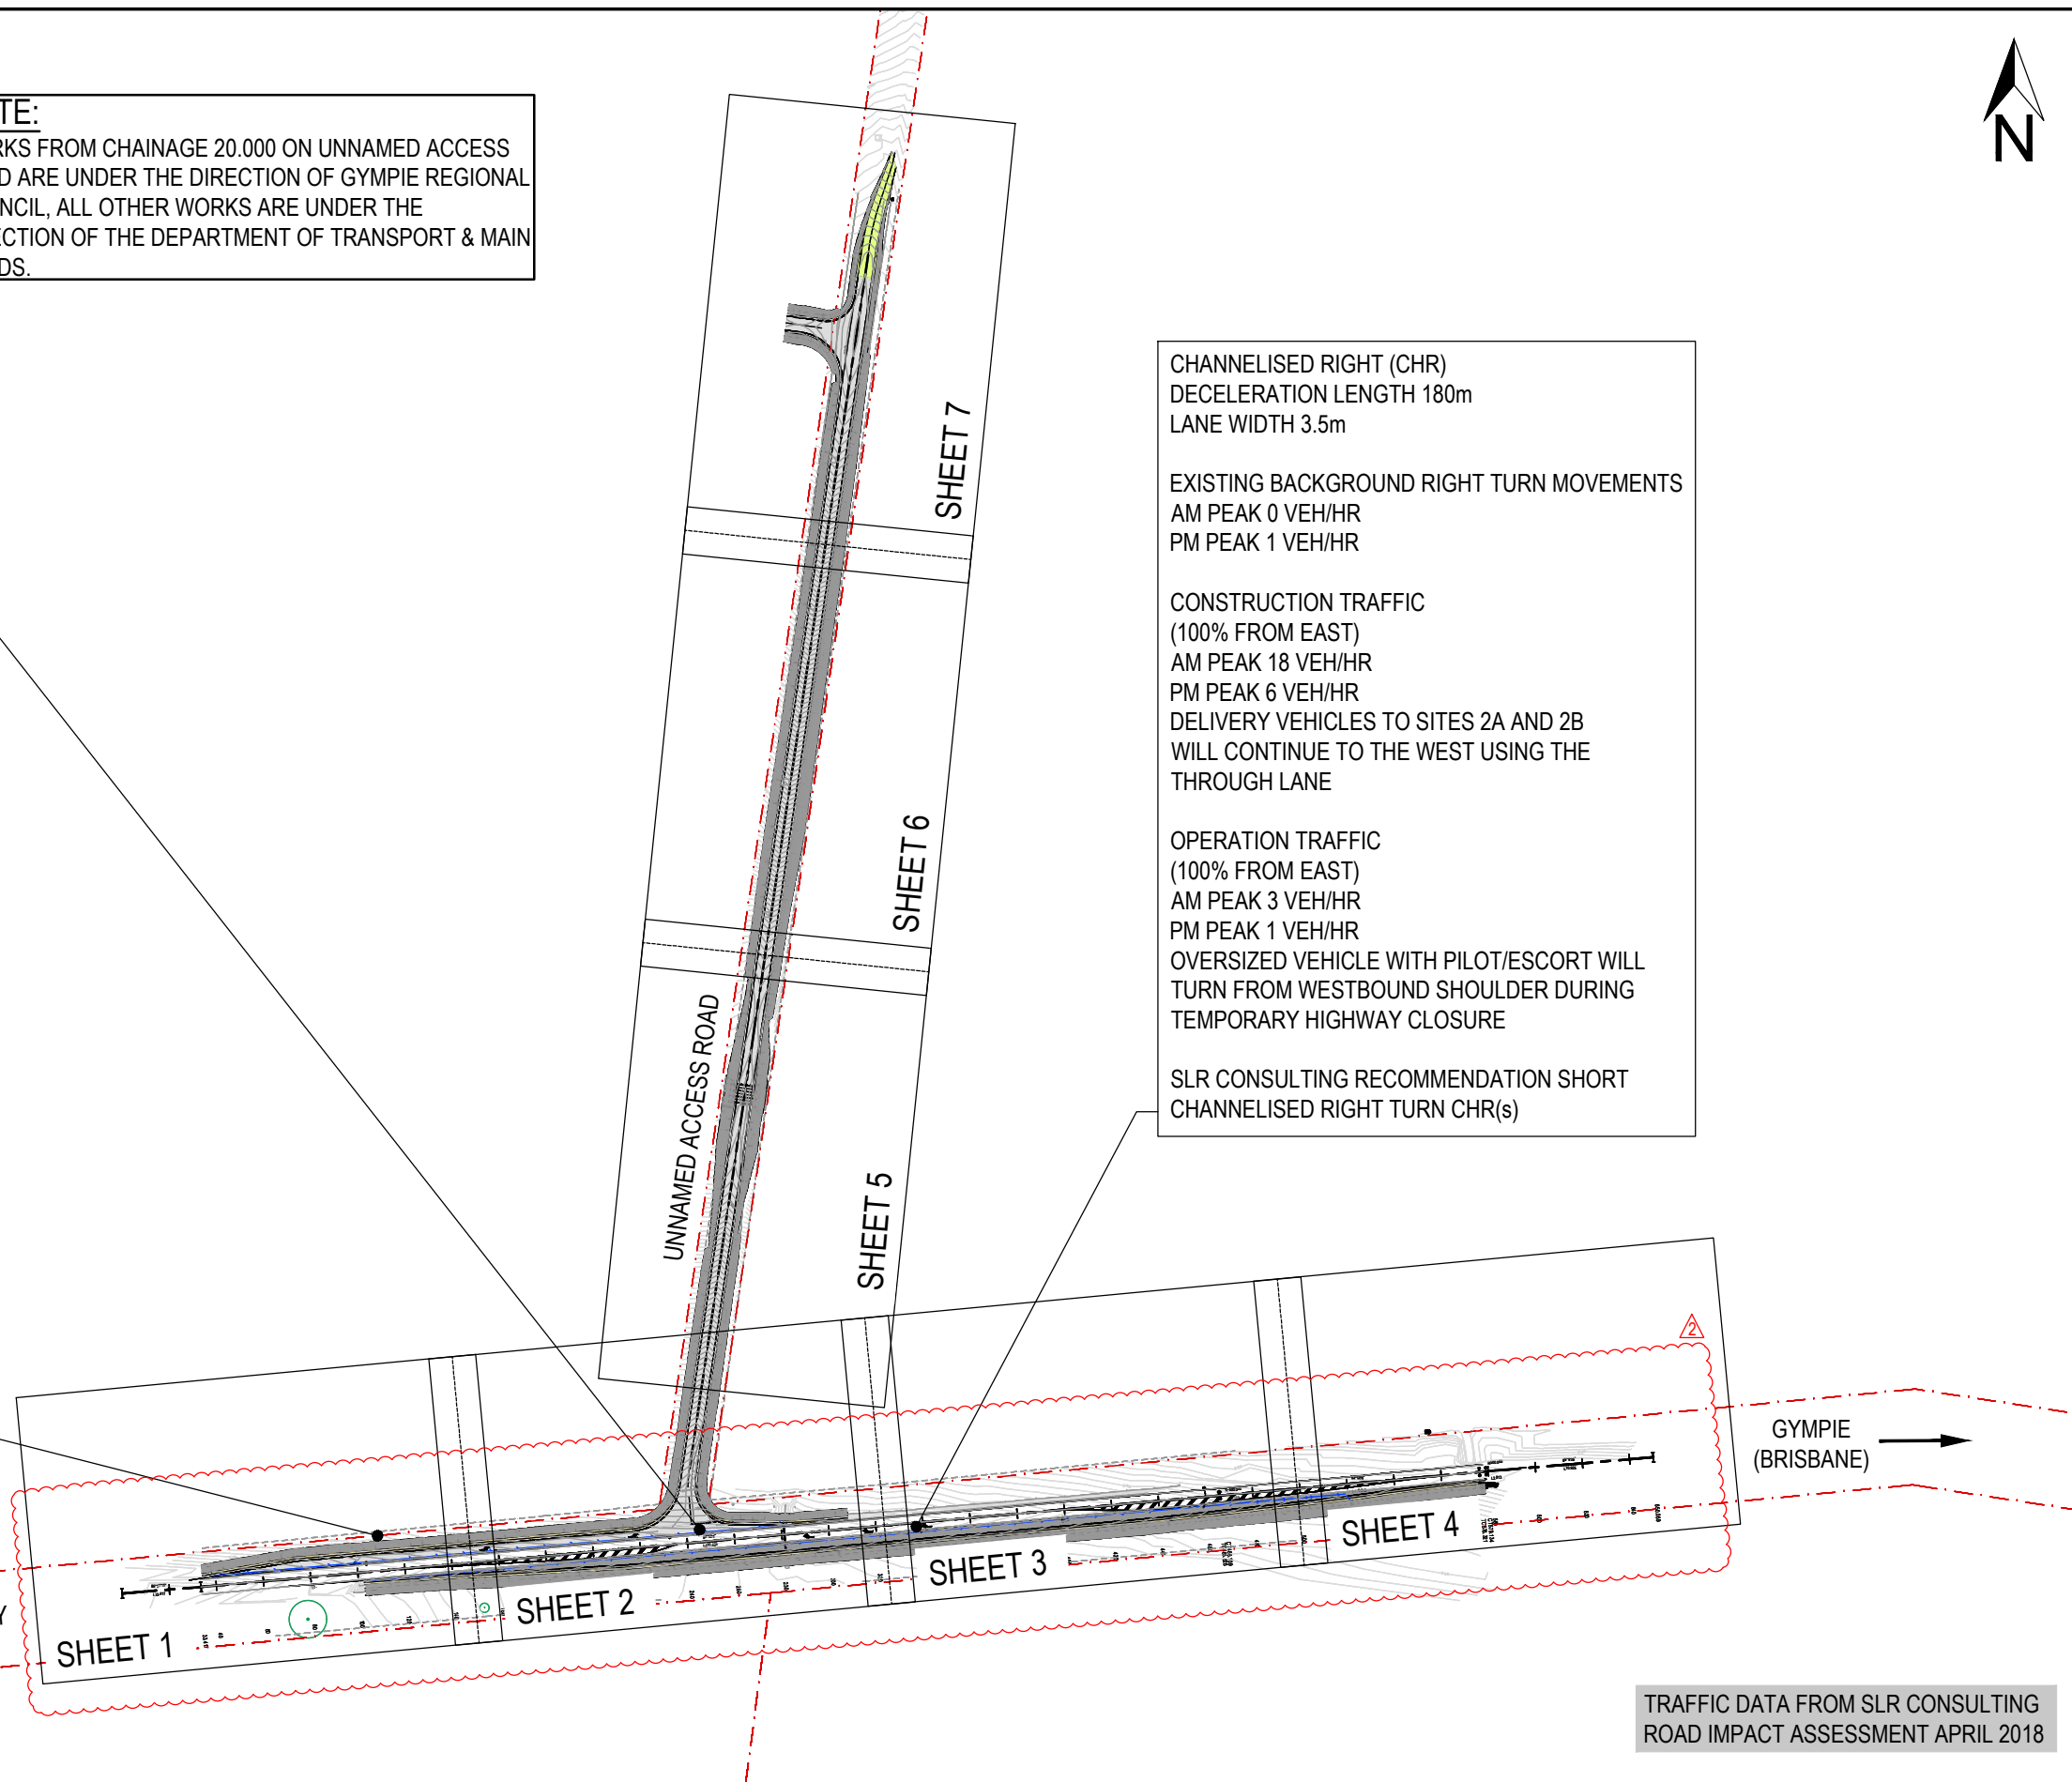 TE:
RKS FROM CHAINAGE 20.000 ON UNNAMED ACCESS
D ARE UNDER THE DIRECTION OF GYMPIE REGIONAL
NCIL, ALL OTHER WORKS ARE UNDER THE
ECTION OF THE DEPARTMENT OF TRANSPORT & MAIN
DS.
N
CHANNELISED RIGHT (CHR)
DECELERATION LENGTH 180m
LANE WIDTH 3.5m
EXISTING BACKGROUND RIGHT TURN MOVEMENTS
AM PEAK 0 VEH/HR
PM PEAK 1 VEH/HR
CONSTRUCTION TRAFFIC
(100% FROM EAST)
AM PEAK 18 VEH/HR
PM PEAK 6 VEH/HR
DELIVERY VEHICLES TO SITES 2A AND 2B
WILL CONTINUE TO THE WEST USING THE
THROUGH LANE
OPERATION TRAFFIC
(100% FROM EAST)
AM PEAK 3 VEH/HR
PM PEAK 1 VEH/HR
OVERSIZED VEHICLE WITH PILOT/ESCORT WILL
TURN FROM WESTBOUND SHOULDER DURING
TEMPORARY HIGHWAY CLOSURE
SLR CONSULTING RECOMMENDATION SHORT
CHANNELISED RIGHT TURN CHR(s)
SHEET 7
SHEET 6
UNNAMED ACCESS ROAD
SHEET 5
2
GYMPIE
(BRISBANE)
SHEET 4
SHEET 3
SHEET 2
Y
SHEET 1
TRAFFIC DATA FROM SLR CONSULTING
ROAD IMPACT ASSESSMENT APRIL 2018